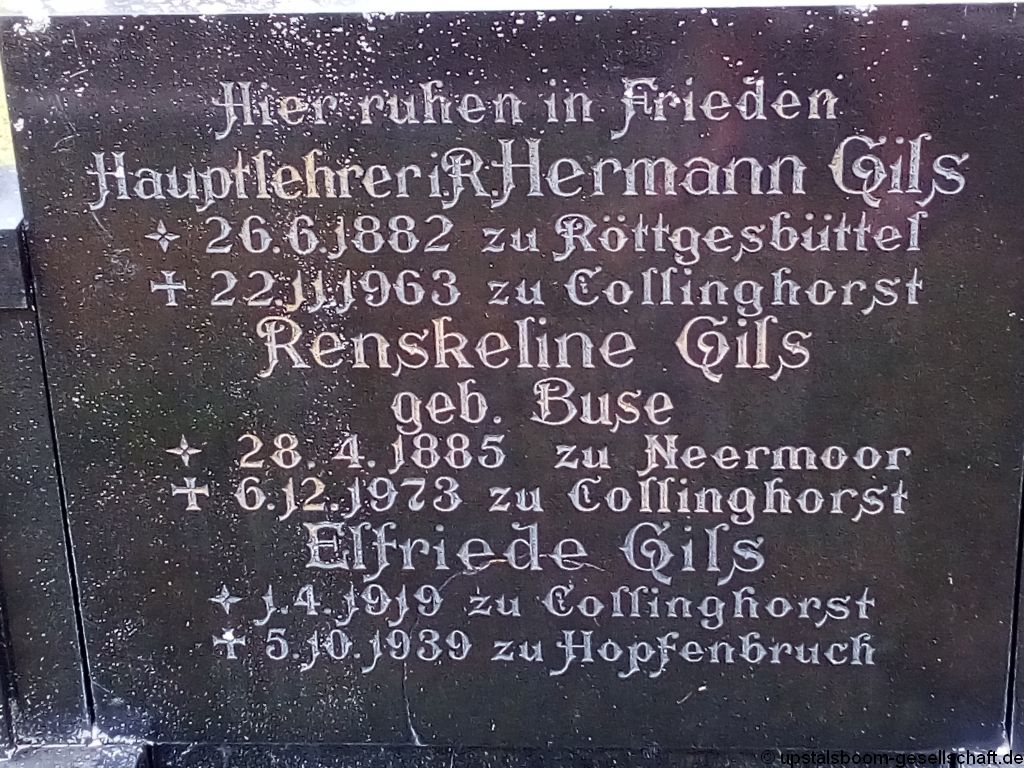 Hier ruhen in Frieden
Hauptlehrer i.R. Hermann Gils
✦ 26.6.1882 zu Röttgesbüttel
✝ 22.11.1963 zu Collinghorst
Renskeline Gils
geb. Buse
✦ 28. 4. 1885 zu Neermoor
✝ 6.12.1973 zu Collinghorst
Elfriede Gils
✦ 1.4.1919 zu Collinghorst
✝ 5.10.1939 zu Hopfenbruch
© upstalsboom-gesellschaft.de